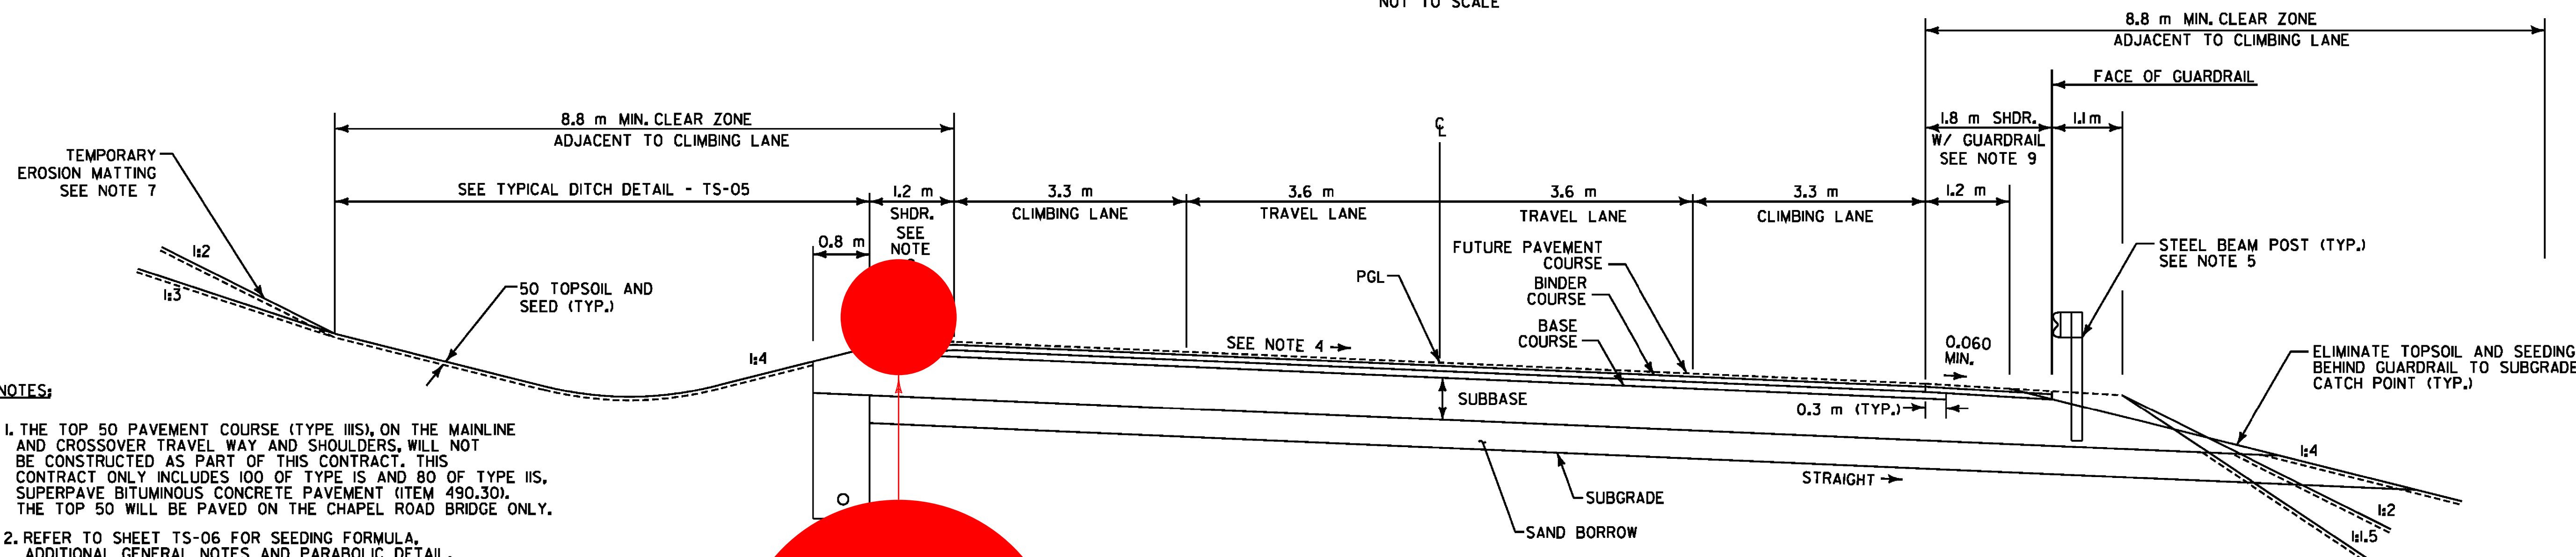 NOT TO SCALE
8.8 m MIN. CLEAR ZONE
ADJACENT TO CLIMBING LANE
FACE OF GUARDRAIL
8.8 m MIN. CLEAR ZONE
ADJACENT TO CLIMBING LANE
1.8 m SHDR.
W/ GUARDRAIL
SEE NOTE 9
1.1 m
TEMPORARY
EROSION MATTING
SEE NOTE 7
SEE TYPICAL DITCH DETAIL - TS-05
1.2 m
SHDR.
SEE
NOTE
3.3 m
CLIMBING LANE
3.6 m
TRAVEL LANE
℄
3.6 m
TRAVEL LANE
3.3 m
CLIMBING LANE
1.2 m
0.8 m
1:2
1:3
50 TOPSOIL AND
SEED (TYP.)
1:4
SEE NOTE 4
PGL
FUTURE PAVEMENT
COURSE
BINDER
COURSE
BASE
COURSE
STEEL BEAM POST (TYP.)
SEE NOTE 5
0.060
MIN.
ELIMINATE TOPSOIL AND SEEDING
BEHIND GUARDRAIL TO SUBGRADE
CATCH POINT (TYP.)
SUBBASE
0.3 m (TYP.)
1:4
STRAIGHT
SUBGRADE
SAND BORROW
1:2
1:1.5
NOTES:
1. THE TOP 50 PAVEMENT COURSE (TYPE IIIS), ON THE MAINLINE
AND CROSSOVER TRAVEL WAY AND SHOULDERS, WILL NOT
BE CONSTRUCTED AS PART OF THIS CONTRACT. THIS
CONTRACT ONLY INCLUDES 100 OF TYPE IS AND 80 OF TYPE IIS,
SUPERPAVE BITUMINOUS CONCRETE PAVEMENT (ITEM 490.30).
THE TOP 50 WILL BE PAVED ON THE CHAPEL ROAD BRIDGE ONLY.
2. REFER TO SHEET TS-06 FOR SEEDING FORMULA,
ADDITIONAL GENERAL NOTES AND PARABOLIC DETAIL.